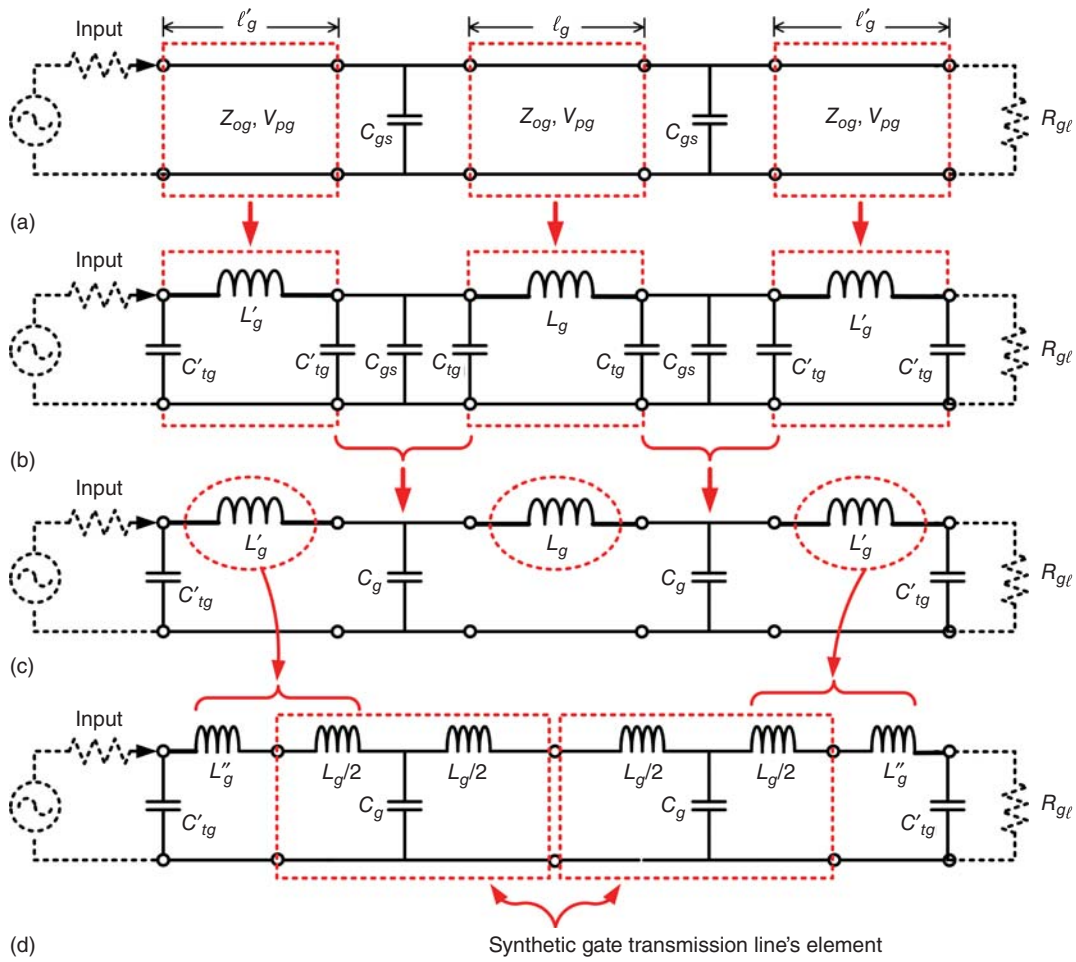 Input ℓ′g ℓg ℓ′g
Zog, Vpg Cgs Zog, Vpg Cgs Zog, Vpg Rgℓ
(a)
Input
L′g Lg L′g
C′tg C′tg Cgs Ctg Ctg Cgs C′tg C′tg Rgℓ
(b)
Input
L′g Lg L′g
C′tg Cg Cg C′tg Rgℓ
(c)
Input
L″g Lg/2 Lg/2 Lg/2 Lg/2 L″g
C′tg Cg Cg C′tg Rgℓ
(d) Synthetic gate transmission line's element